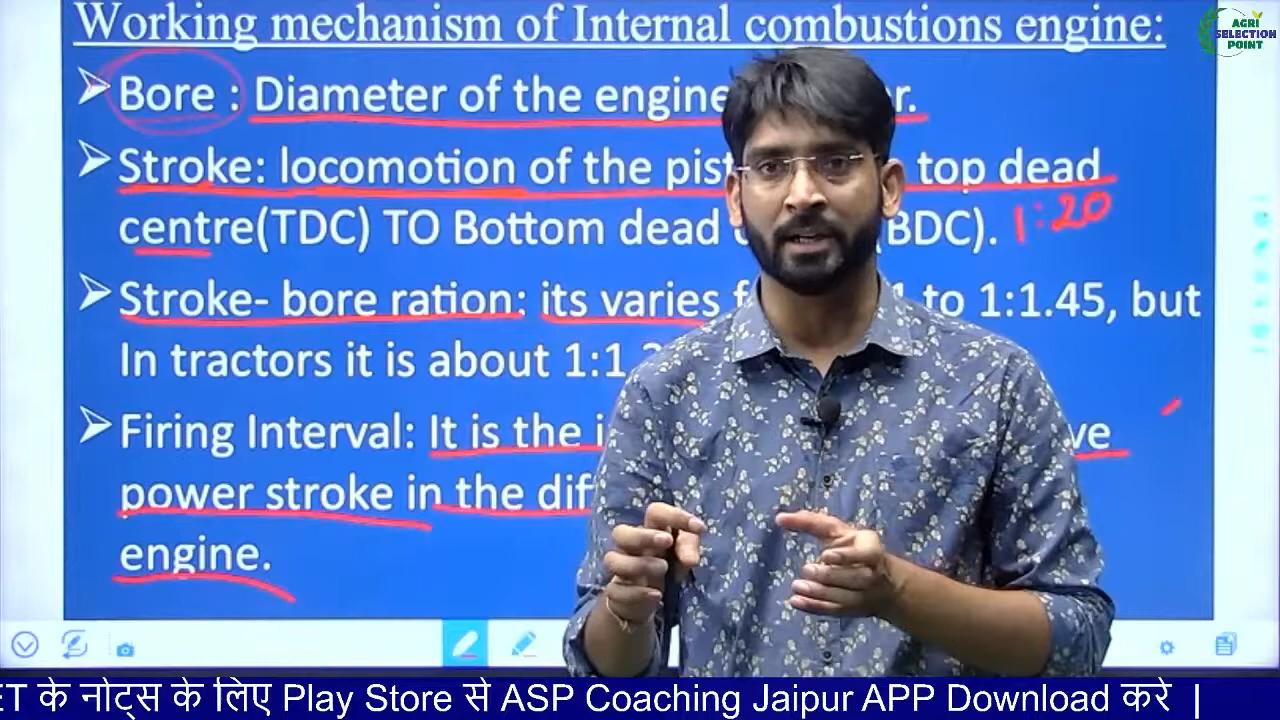 Working mechanism of Internal combustions engine:
AGRI
SELECTION
POINT
Bore : Diameter of the engine r.
Stroke: locomotion of the pist top dead
centre(TDC) TO Bottom dead (BDC). 1:20
Stroke- bore ration: its varies to 1:1.45, but
In tractors it is about 1:1
Firing Interval: It is the ve
power stroke in the dif
engine.
ET के नोट्स के लिए Play Store से ASP Coaching Jaipur APP Download करे |